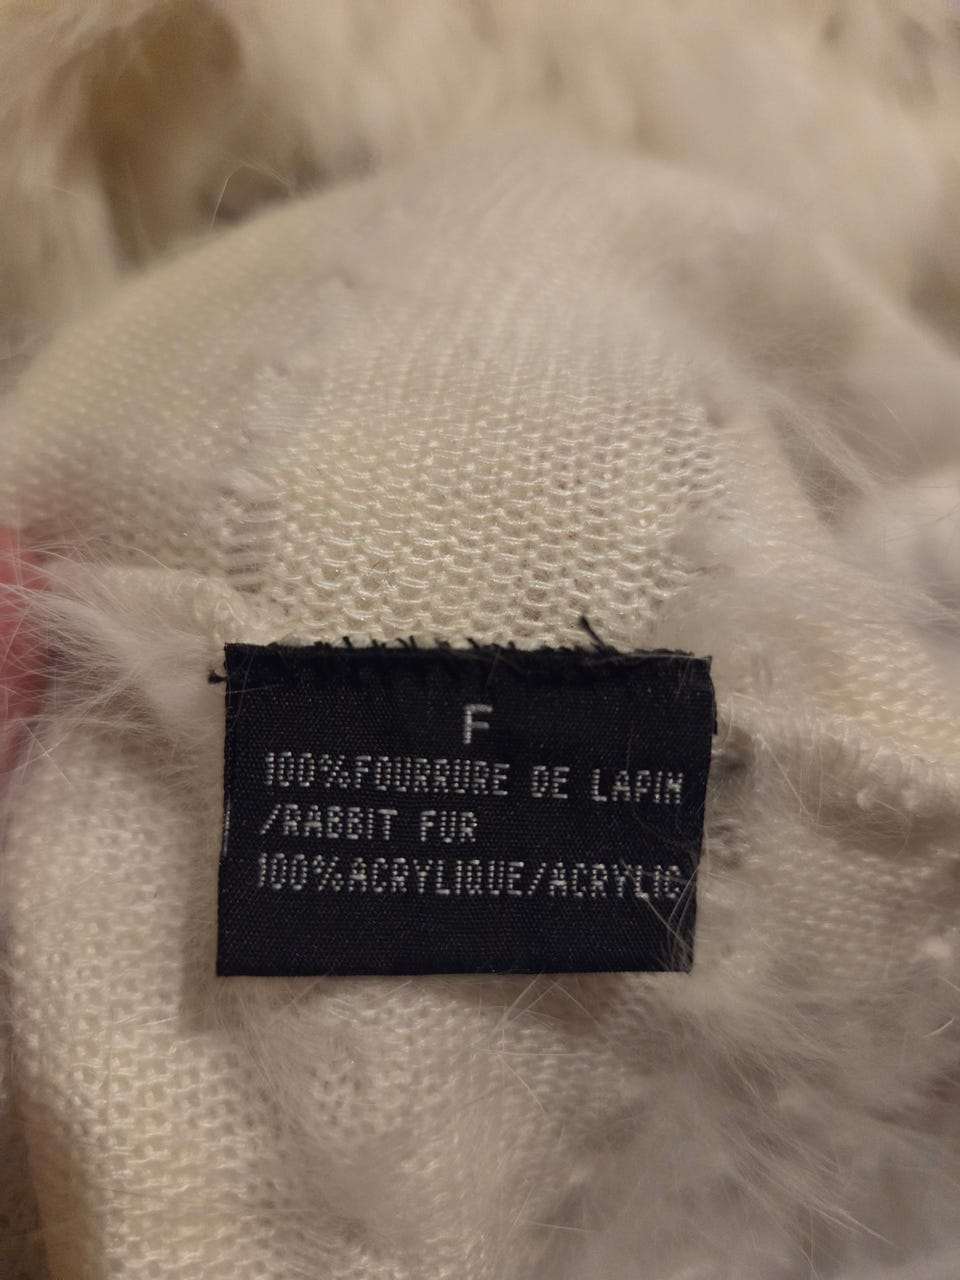 F
100%FOURRURE DE LAPIN
/RABBIT FUR
100%ACRYLIQUE/ACRYLIC